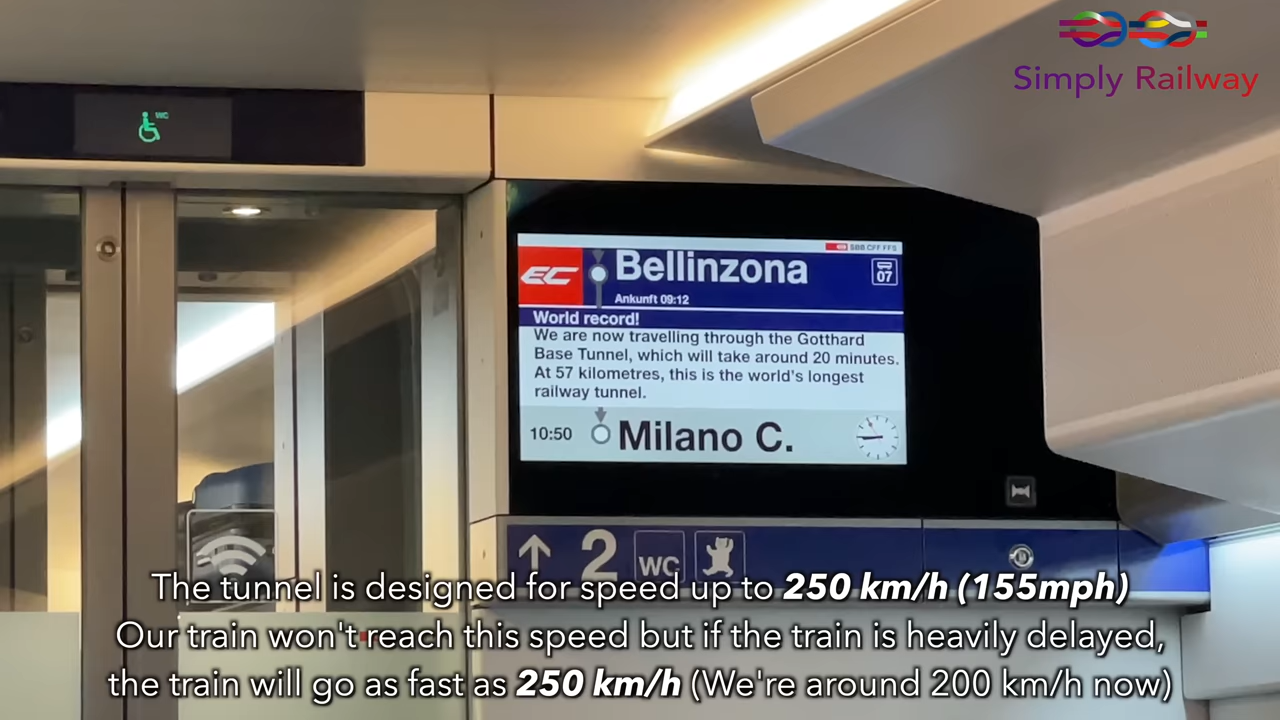 Simply Railway
WC
SBB CFF FFS
EC
Bellinzona
07
Ankunft 09:12
World record!
We are now travelling through the Gotthard
Base Tunnel, which will take around 20 minutes.
At 57 kilometres, this is the world's longest
railway tunnel.
10:50 Milano C.
2 WC
The tunnel is designed for speed up to 250 km/h (155mph)
Our train won't reach this speed but if the train is heavily delayed,
the train will go as fast as 250 km/h (We're around 200 km/h now)